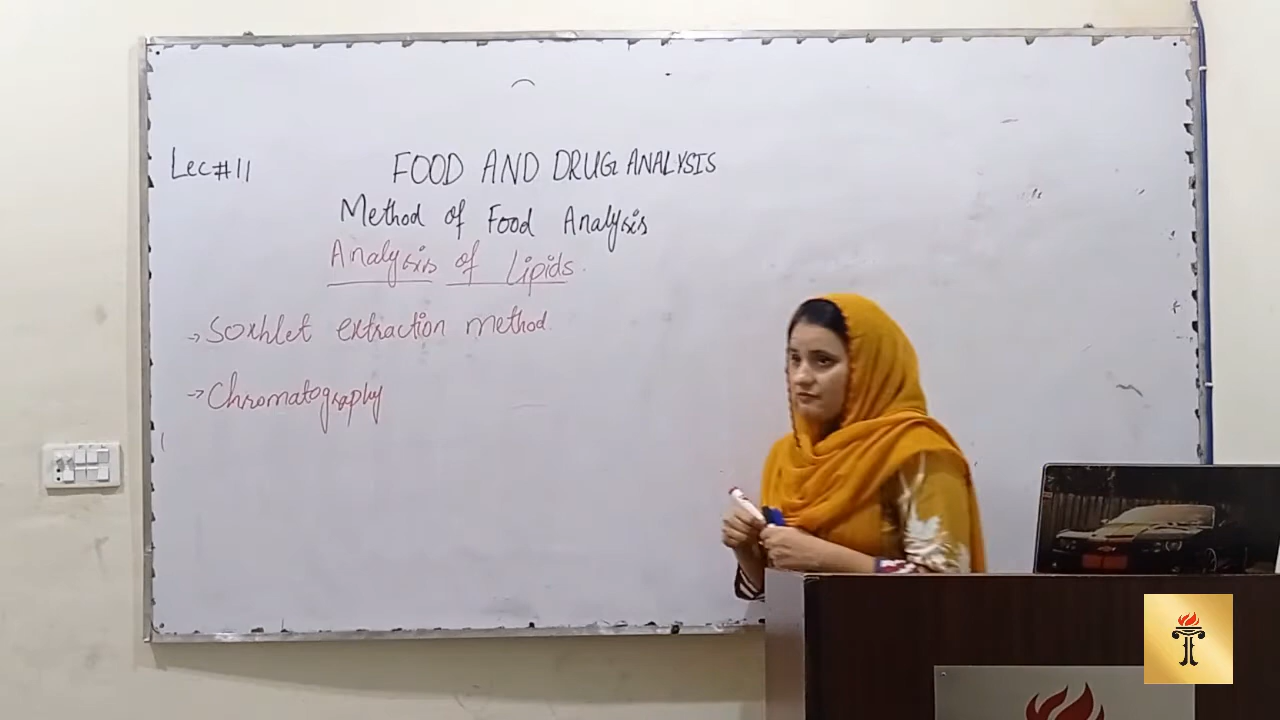 Lec#11
FOOD AND DRUG ANALYSIS
Method of Food Analysis
Analysis of Lipids.
→ Soxhlet extraction method.
→ Chromatography